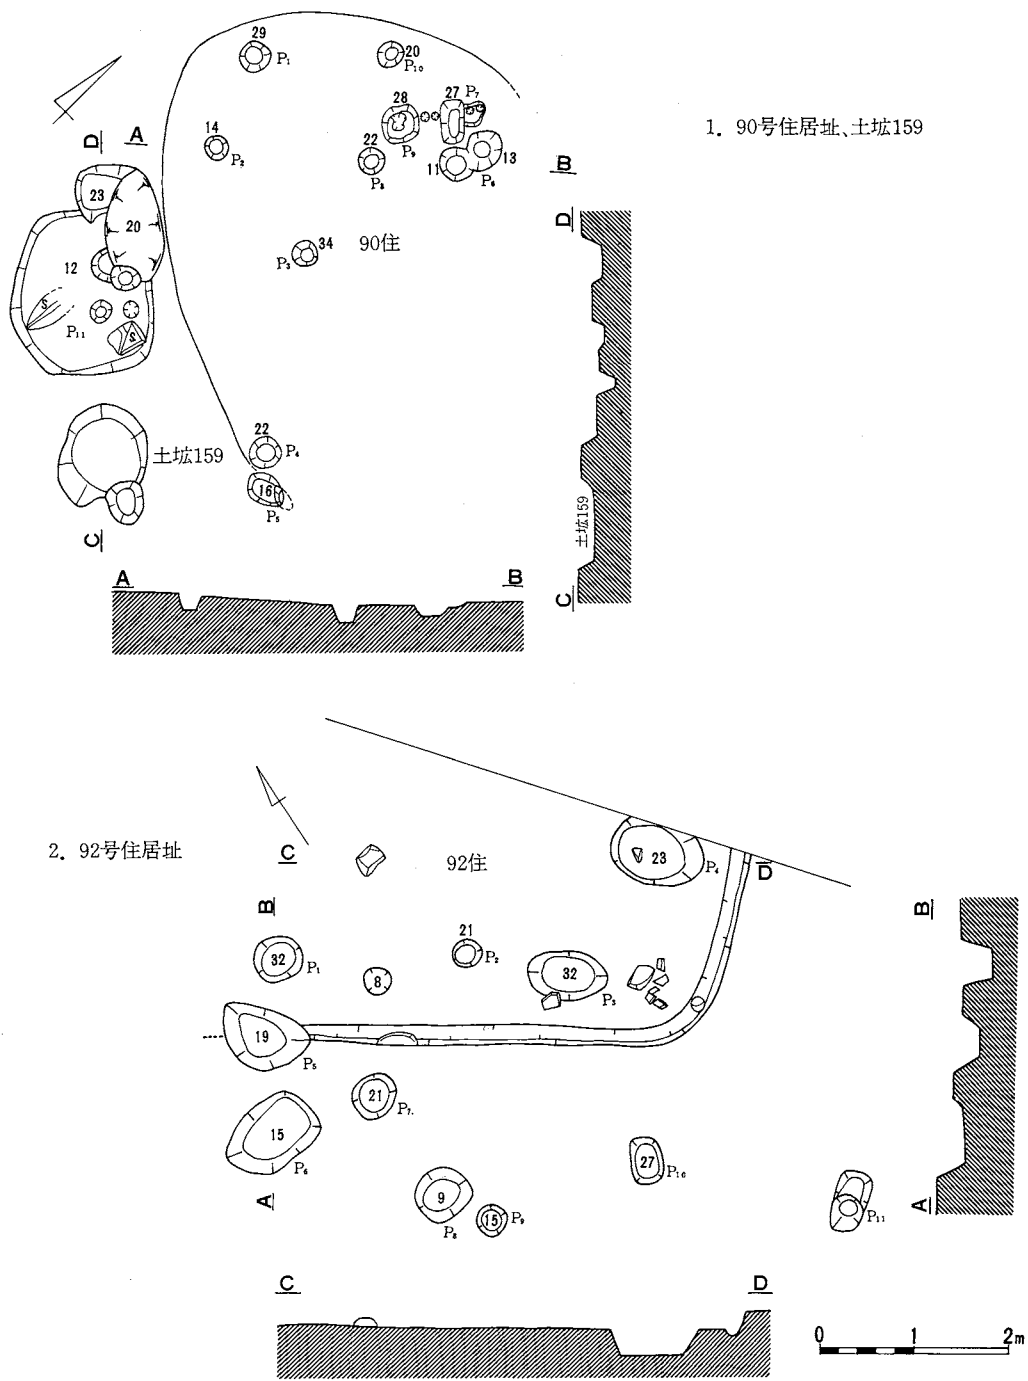 1. 90号住居址、土坑159
29
P₁
20
P₁₀
14
P₂
28
P₉
27
P₇
22
P₈
11
13
P₆
D
A
B
23
20
12
S
P₁₁
S
34
P₃
90住
22
P₄
16
P₅
土坑159
C
A
B
D
土坑159
C
2. 92号住居址
92住
C
D
B
23
P₄
32
P₁
21
P₂
8
32
P₃
19
P₅
21
P₇
15
P₆
A
9
P₈
15
P₉
27
P₁₀
P₁₁
B
A
C
D
0 1 2m